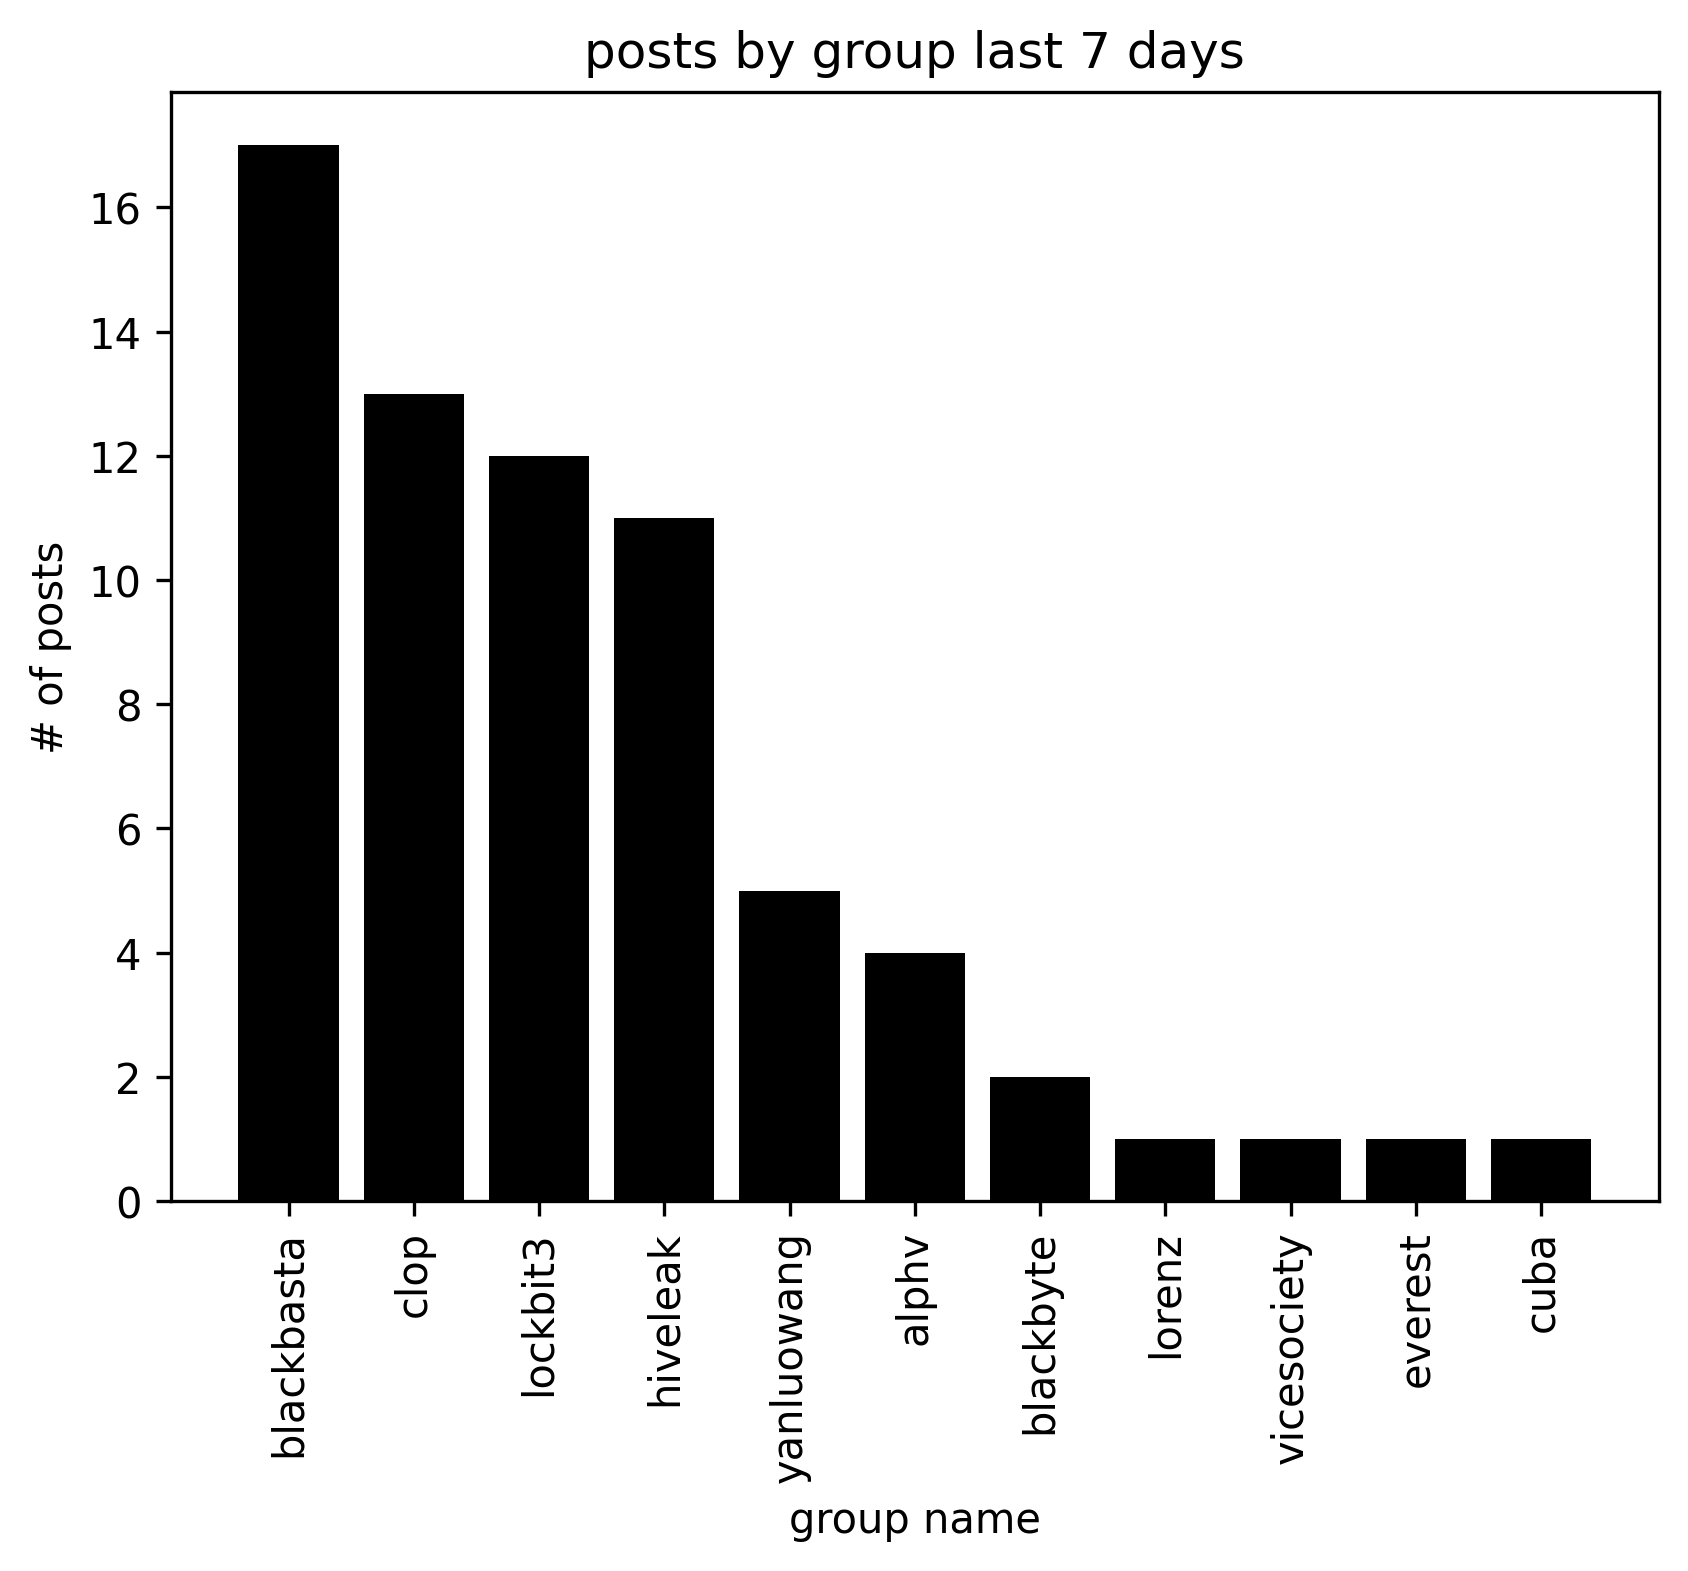 posts by group last 7 days
# of posts
16
14
12
10
8
6
4
2
0
blackbasta
clop
lockbit3
hiveleak
yanluowang
alphv
blackbyte
lorenz
vicesociety
everest
cuba
group name